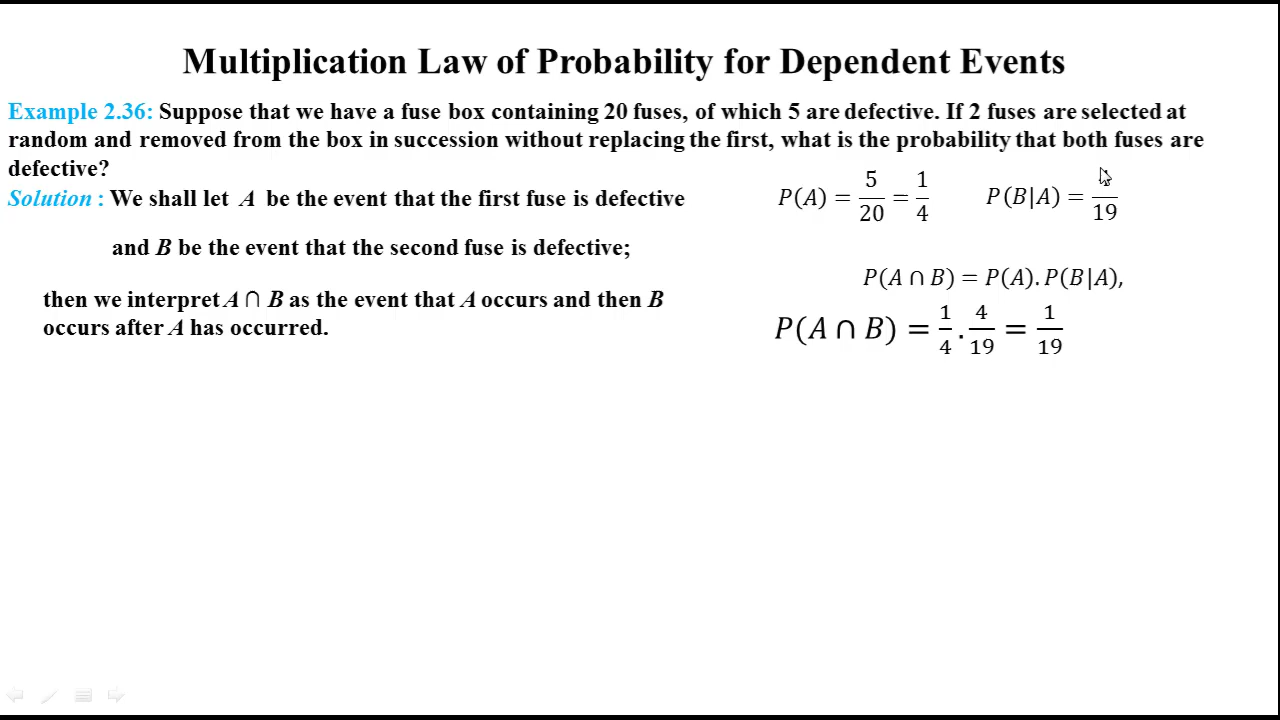 Multiplication Law of Probability for Dependent Events
Example 2.36: Suppose that we have a fuse box containing 20 fuses, of which 5 are defective. If 2 fuses are selected at
random and removed from the box in succession without replacing the first, what is the probability that both fuses are
defective?
Solution : We shall let A be the event that the first fuse is defective
P(A) = 5/20 = 1/4
P(B|A) = /19
and B be the event that the second fuse is defective;
P(A ∩ B) = P(A). P(B|A),
then we interpret A ∩ B as the event that A occurs and then B
occurs after A has occurred.
P(A ∩ B) = 1/4 . 4/19 = 1/19